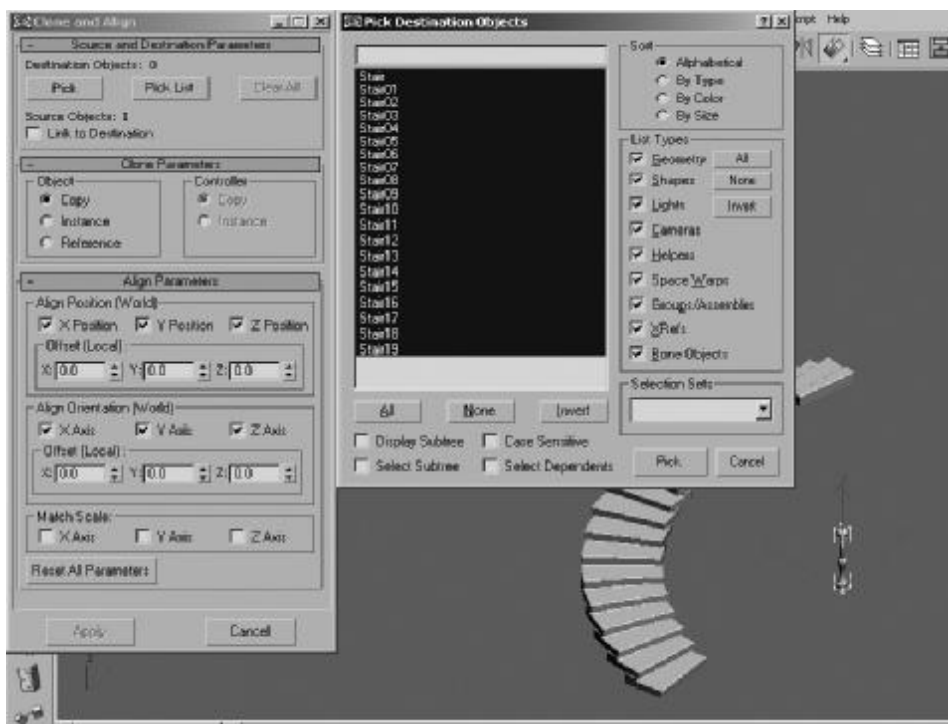 Clone and Align
Source and Destination Parameters
Destination Objects: 0
Pick
Pick List
Clear All
Source Objects: 1
Link to Destination
Clone Parameters
Object
Copy
Instance
Reference
Controller
Copy
Instance
Align Parameters
Align Position (World)
X Position Y Position Z Position
Offset (Local) :
X: 0.0 Y: 0.0 Z: 0.0
Align Orientation (World)
X Axis Y Axis Z Axis
Offset (Local) :
X: 0.0 Y: 0.0 Z: 0.0
Match Scale:
X Axis Y Axis Z Axis
Reset All Parameters
Apply
Cancel
Pick Destination Objects
Stair
Stair01
Stair02
Stair03
Stair04
Stair05
Stair06
Stair07
Stair08
Stair09
Stair10
Stair11
Stair12
Stair13
Stair14
Stair15
Stair16
Stair17
Stair18
Stair19
All
None
Invert
Display Subtree
Case Sensitive
Select Subtree
Select Dependents
Sort
Alphabetical
By Type
By Color
By Size
List Types
Geometry
All
Shapes
None
Lights
Invert
Cameras
Helpers
Space Warps
Groups/Assemblies
XRefs
Bone Objects
Selection Sets
Pick
Cancel
cript Help